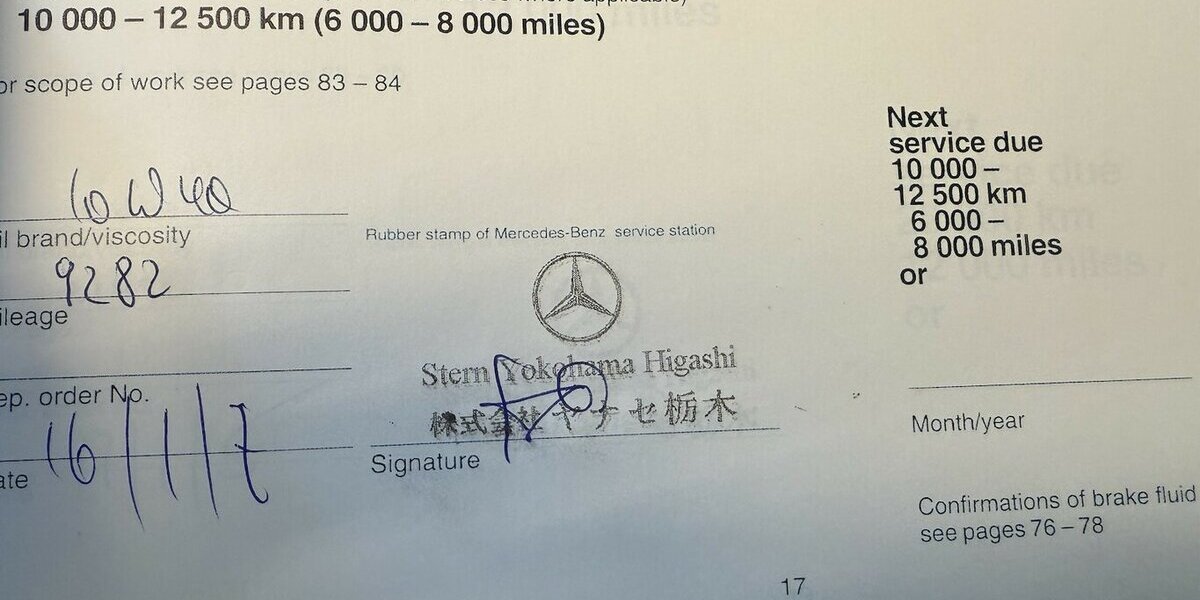 10 000 – 12 500 km (6 000 – 8 000 miles)
or scope of work see pages 83 – 84
10W40
il brand/viscosity
9282
ileage
ep. order No.
16/1/7
ate
Rubber stamp of Mercedes-Benz service station
Stern Yokohama Higashi
株式会社ヤナセ栃木
Signature
Next
service due
10 000 –
12 500 km
6 000 –
8 000 miles
or
Month/year
Confirmations of brake fluid
see pages 76 – 78
17